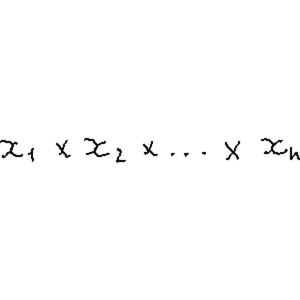 x₁ × x₂ × ... × xₙ